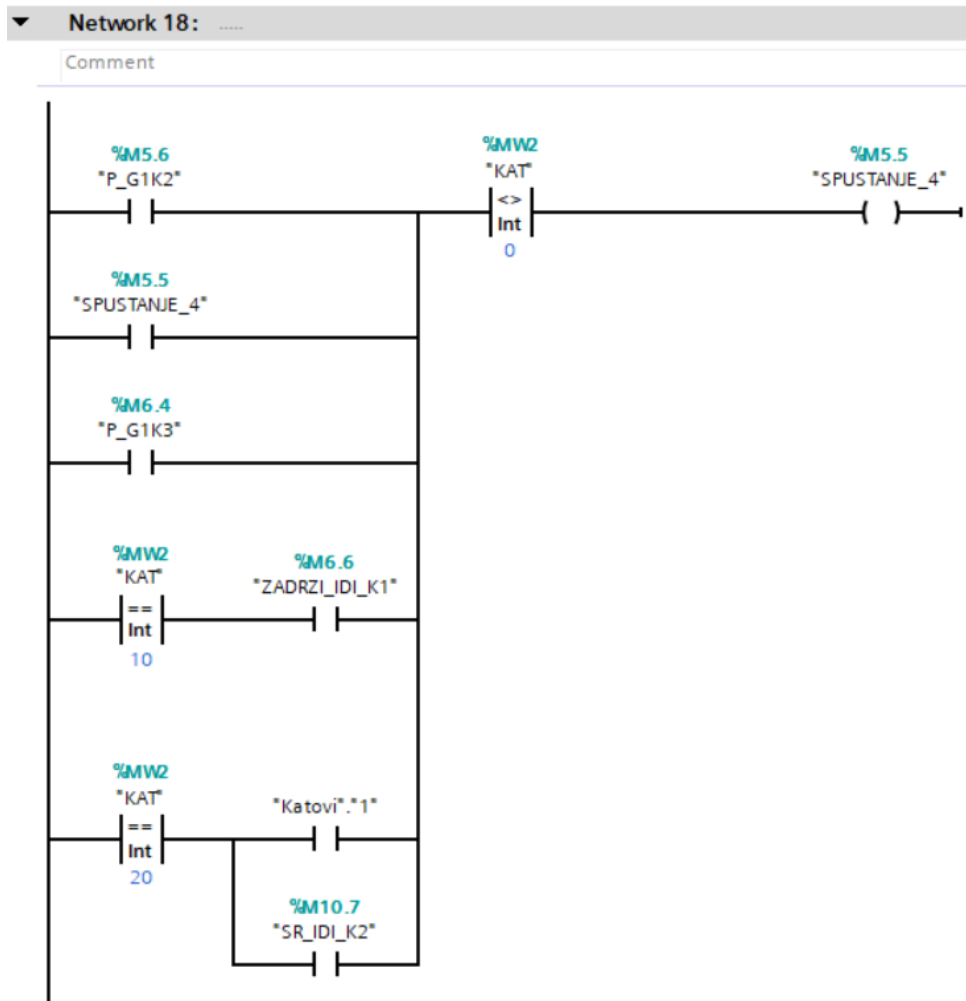 Network 18: .....
Comment
%M5.6
"P_G1K2"
%MW2
"KAT"
<>
Int
0
%M5.5
"SPUSTANJE_4"
%M5.5
"SPUSTANJE_4"
%M6.4
"P_G1K3"
%MW2
"KAT"
==
Int
10
%M6.6
"ZADRZI_IDI_K1"
%MW2
"KAT"
==
Int
20
"Katovi"."1"
%M10.7
"SR_IDI_K2"